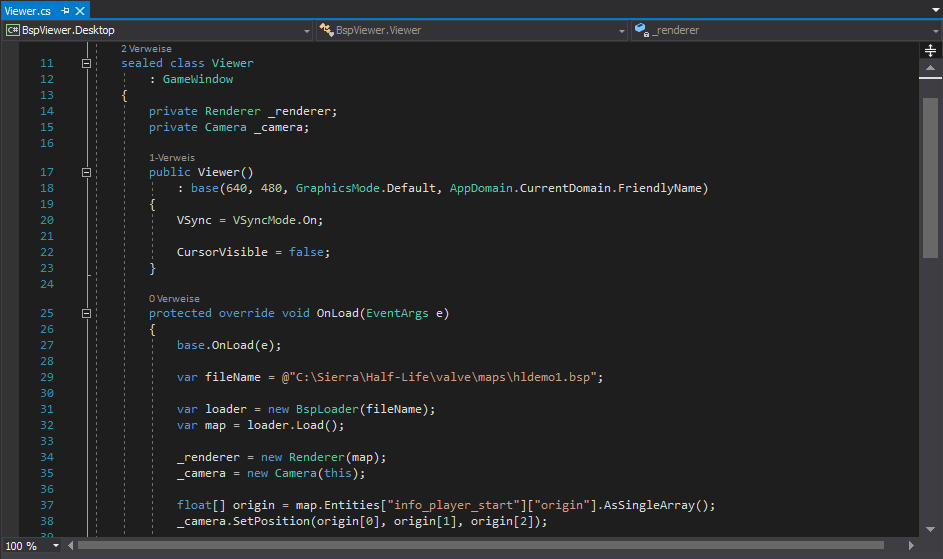 Viewer.cs
BspViewer.Desktop BspViewer.Viewer _renderer
2 Verweise
11 sealed class Viewer
12 : GameWindow
13 {
14 private Renderer _renderer;
15 private Camera _camera;
16
1-Verweis
17 public Viewer()
18 : base(640, 480, GraphicsMode.Default, AppDomain.CurrentDomain.FriendlyName)
19 {
20 VSync = VSyncMode.On;
21
22 CursorVisible = false;
23 }
24
0 Verweise
25 protected override void OnLoad(EventArgs e)
26 {
27 base.OnLoad(e);
28
29 var fileName = @"C:\Sierra\Half-Life\valve\maps\hldemo1.bsp";
30
31 var loader = new BspLoader(fileName);
32 var map = loader.Load();
33
34 _renderer = new Renderer(map);
35 _camera = new Camera(this);
36
37 float[] origin = map.Entities["info_player_start"]["origin"].AsSingleArray();
38 _camera.SetPosition(origin[0], origin[1], origin[2]);
39
100 %